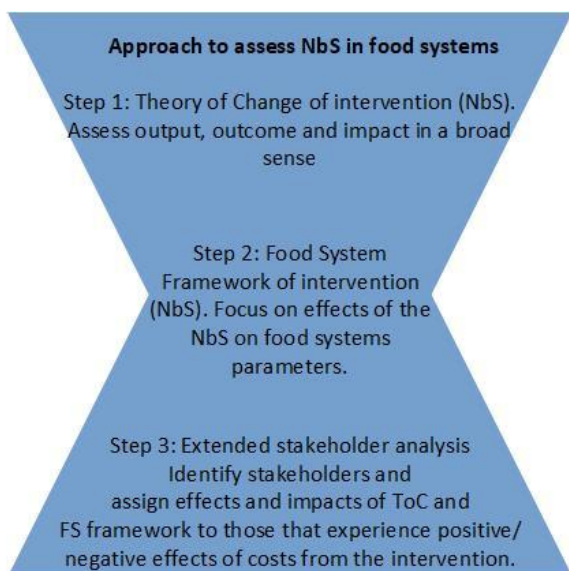 Approach to assess NbS in food systems
Step 1: Theory of Change of intervention (NbS).
Assess output, outcome and impact in a broad
sense
Step 2: Food System
Framework of intervention
(NbS). Focus on effects of the
NbS on food systems
parameters.
Step 3: Extended stakeholder analysis
Identify stakeholders and
assign effects and impacts of ToC and
FS framework to those that experience positive/
negative effects of costs from the intervention.